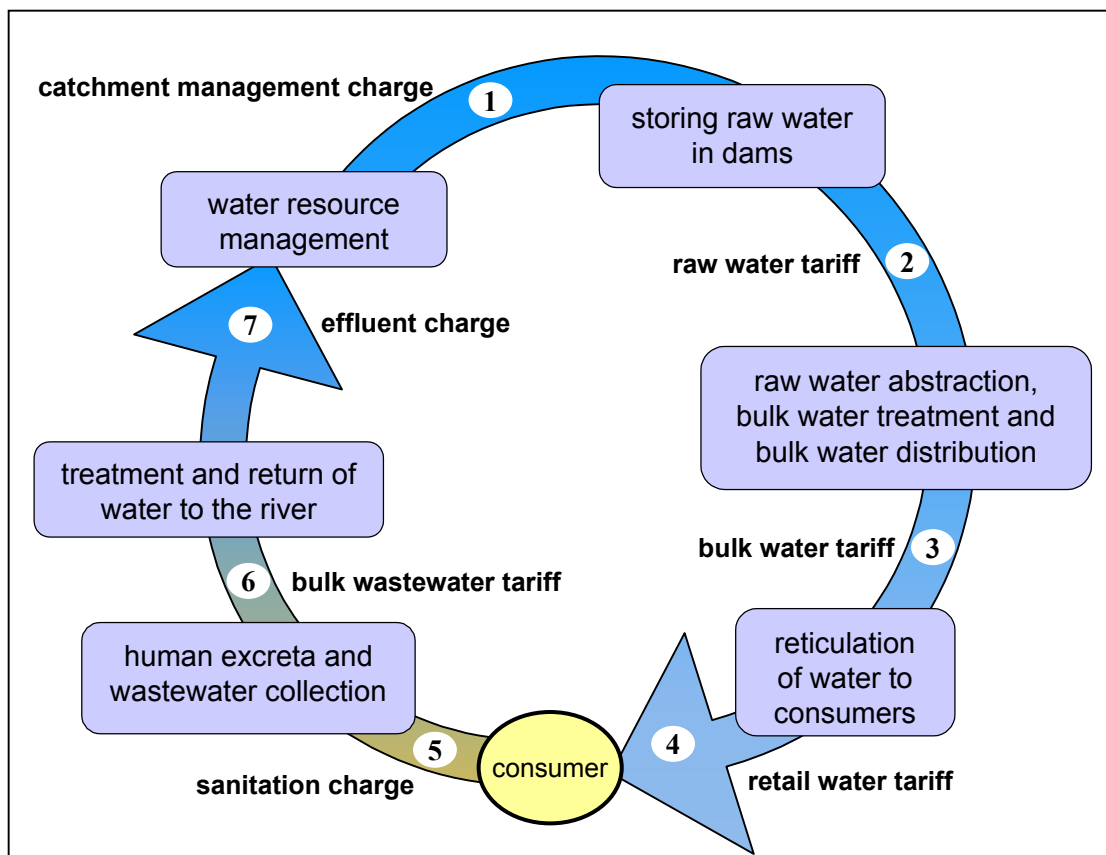 catchment management charge
1
storing raw water
in dams
water resource
management
raw water tariff
2
7
effluent charge
raw water abstraction,
bulk water treatment and
bulk water distribution
treatment and return of
water to the river
bulk water tariff
3
6
bulk wastewater tariff
reticulation
of water to
consumers
human excreta and
wastewater collection
4
5
consumer
sanitation charge
retail water tariff